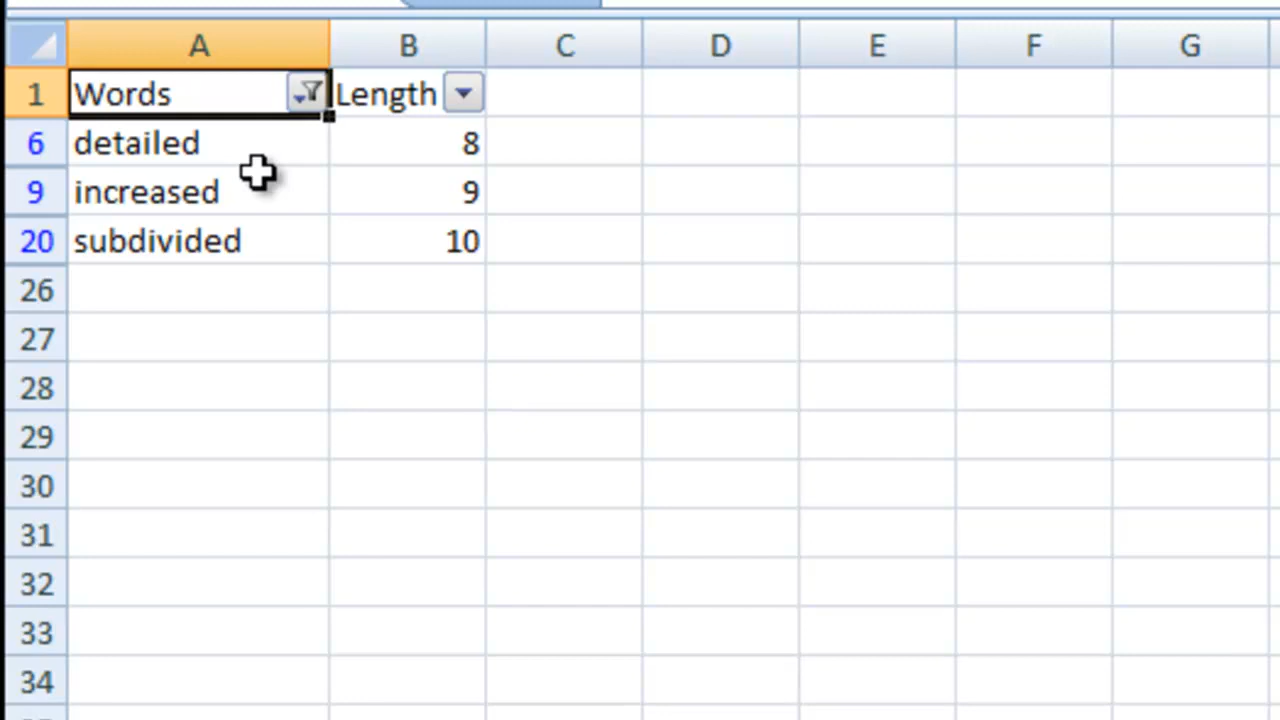 A B C D E F G
1 Words Length
6 detailed 8
9 increased 9
20 subdivided 10
26
27
28
29
30
31
32
33
34